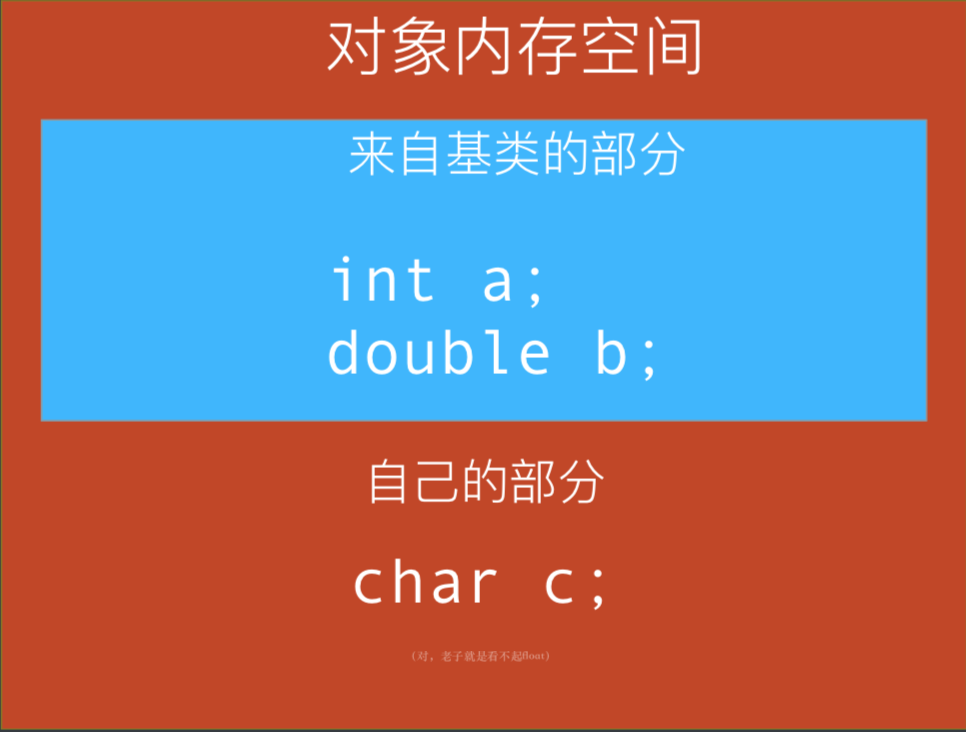 对象内存空间
来自基类的部分
int a;
double b;
自己的部分
char c;
（对，老子就是看不起float）